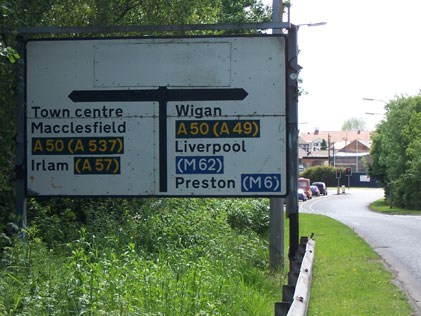 Town centre
Macclesfield
A 50 (A 537)
Irlam (A 57)
Wigan
A 50 (A 49)
Liverpool
(M 62)
Preston (M 6)